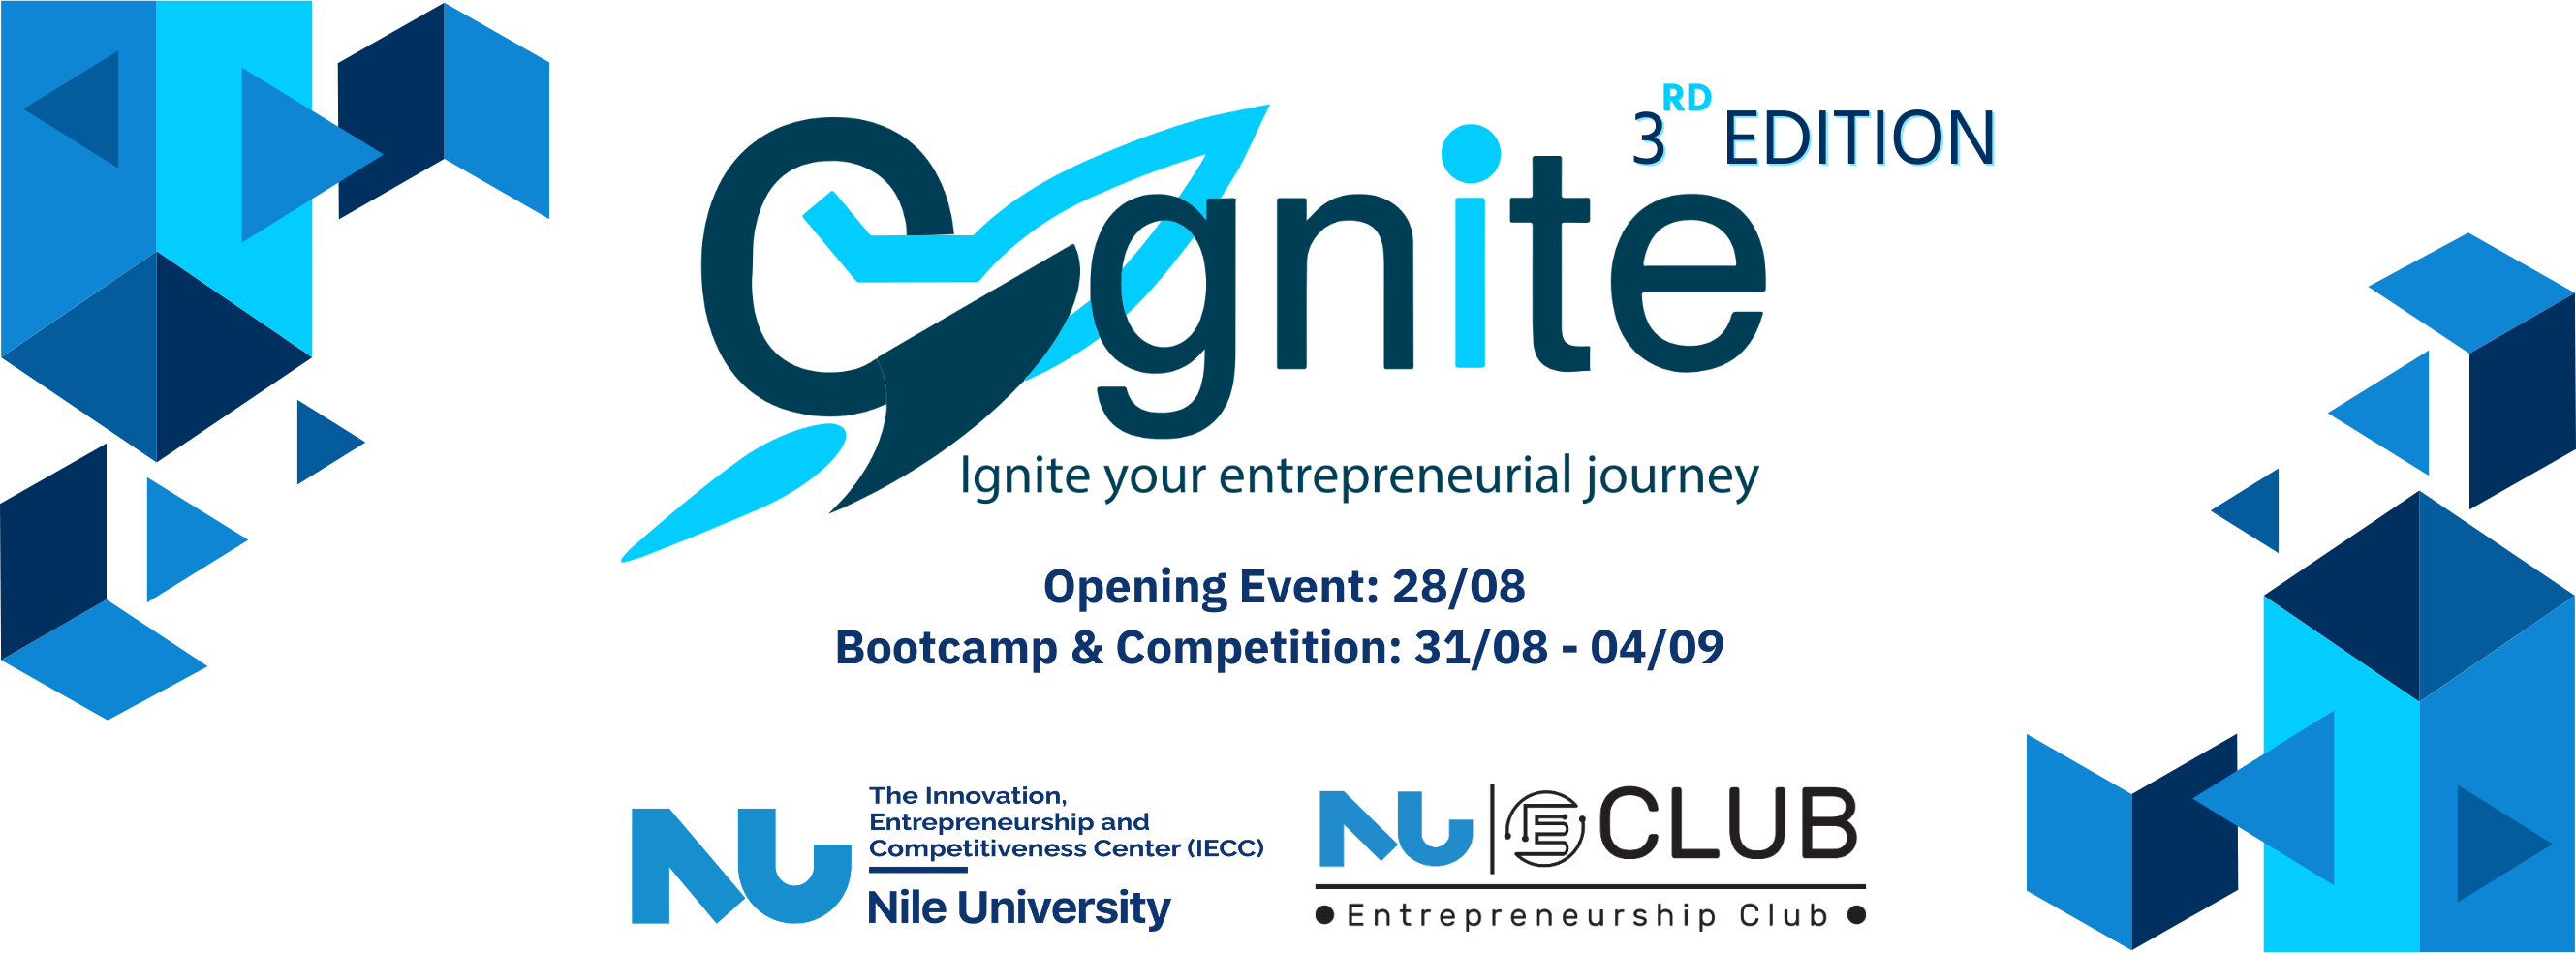 Cognite
3RD EDITION
Ignite your entrepreneurial journey
Opening Event: 28/08
Bootcamp & Competition: 31/08 - 04/09
NU
The Innovation,
Entrepreneurship and
Competitiveness Center (IECC)
Nile University
NU | E CLUB
• Entrepreneurship Club •